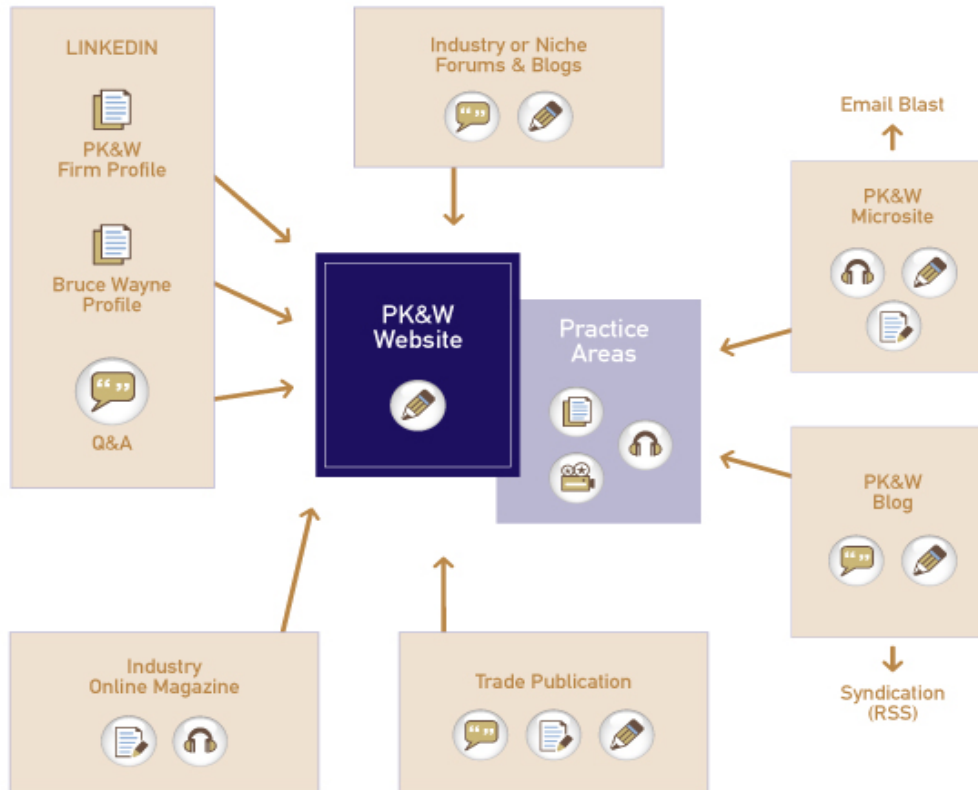 LINKEDIN
PK&W
Firm Profile
Bruce Wayne
Profile
“ ”
Q&A
Industry or Niche
Forums & Blogs
“ ”
Email Blast
PK&W
Microsite
PK&W
Website
Practice
Areas
PK&W
Blog
“ ”
Syndication
(RSS)
Industry
Online Magazine
Trade Publication
“ ”